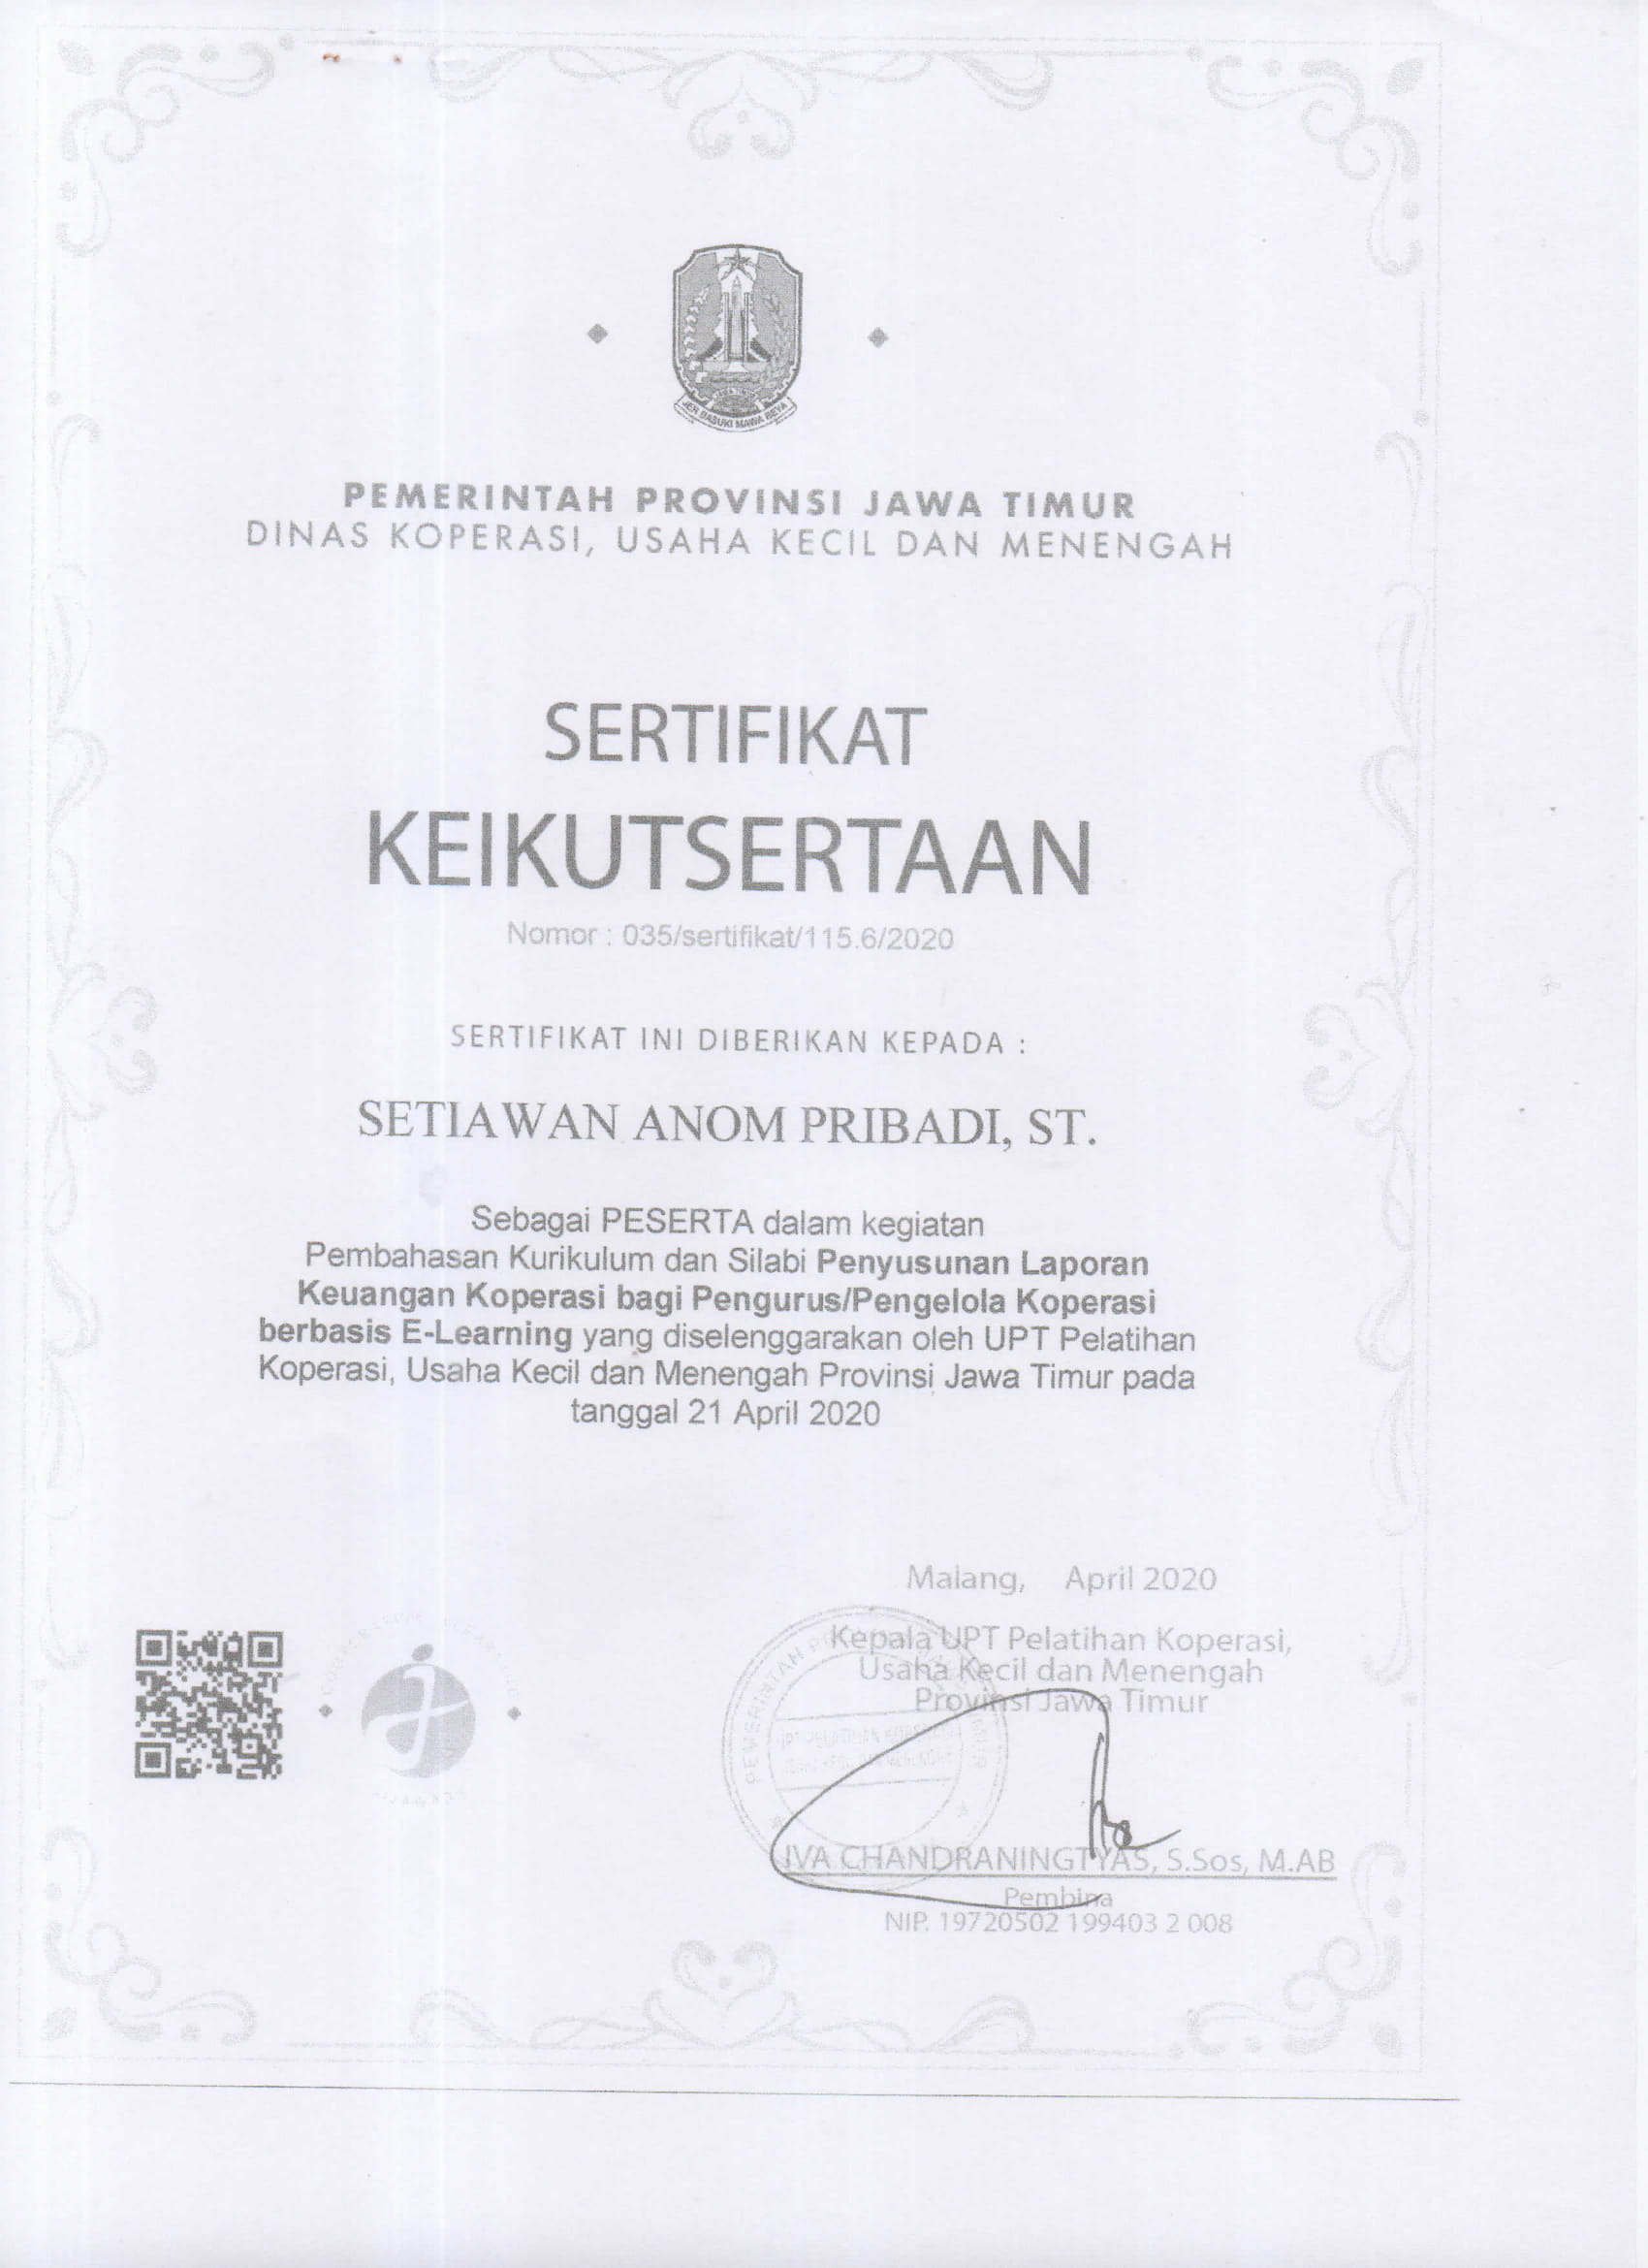 JER BASUKI MAWA BEYA
PEMERINTAH PROVINSI JAWA TIMUR
DINAS KOPERASI, USAHA KECIL DAN MENENGAH
SERTIFIKAT
KEIKUTSERTAAN
Nomor : 035/sertifikat/115.6/2020
SERTIFIKAT INI DIBERIKAN KEPADA :
SETIAWAN ANOM PRIBADI, ST.
Sebagai PESERTA dalam kegiatan
Pembahasan Kurikulum dan Silabi Penyusunan Laporan
Keuangan Koperasi bagi Pengurus/Pengelola Koperasi
berbasis E-Learning yang diselenggarakan oleh UPT Pelatihan
Koperasi, Usaha Kecil dan Menengah Provinsi Jawa Timur pada
tanggal 21 April 2020
Malang, April 2020
Kepala UPT Pelatihan Koperasi,
Usaha Kecil dan Menengah
Provinsi Jawa Timur
PEMERINTAH
IVA CHANDRANINGTYAS, S.Sos, M.AB
Pembina
NIP. 19720502 199403 2 008